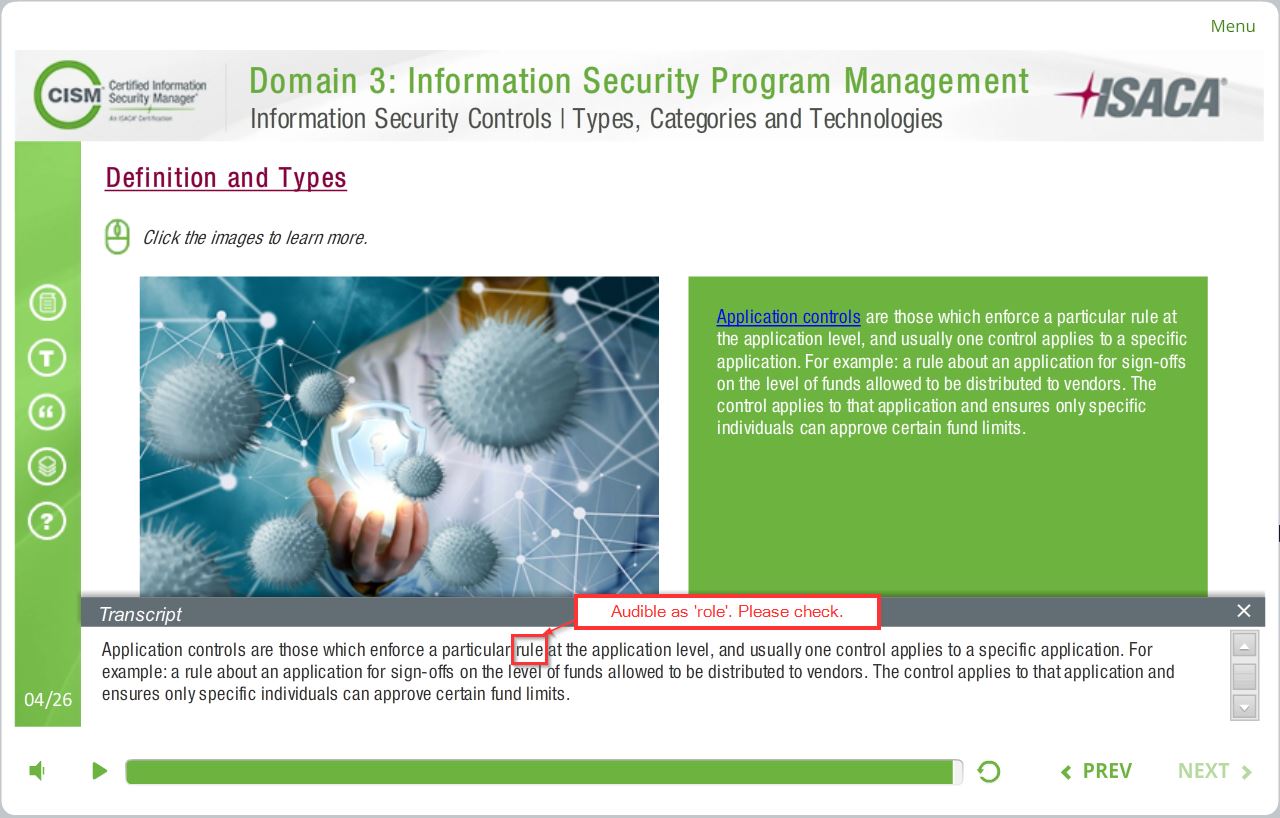 Menu
CISM
Certified Information
Security Manager®
An ISACA® Certification
Domain 3: Information Security Program Management
Information Security Controls | Types, Categories and Technologies
ISACA®
Definition and Types
Click the images to learn more.
Application controls are those which enforce a particular rule at
the application level, and usually one control applies to a specific
application. For example: a rule about an application for sign-offs
on the level of funds allowed to be distributed to vendors. The
control applies to that application and ensures only specific
individuals can approve certain fund limits.
T
“
?
Transcript
Audible as 'role'. Please check.
Application controls are those which enforce a particular rule at the application level, and usually one control applies to a specific application. For
example: a rule about an application for sign-offs on the level of funds allowed to be distributed to vendors. The control applies to that application and
ensures only specific individuals can approve certain fund limits.
04/26
PREV
NEXT